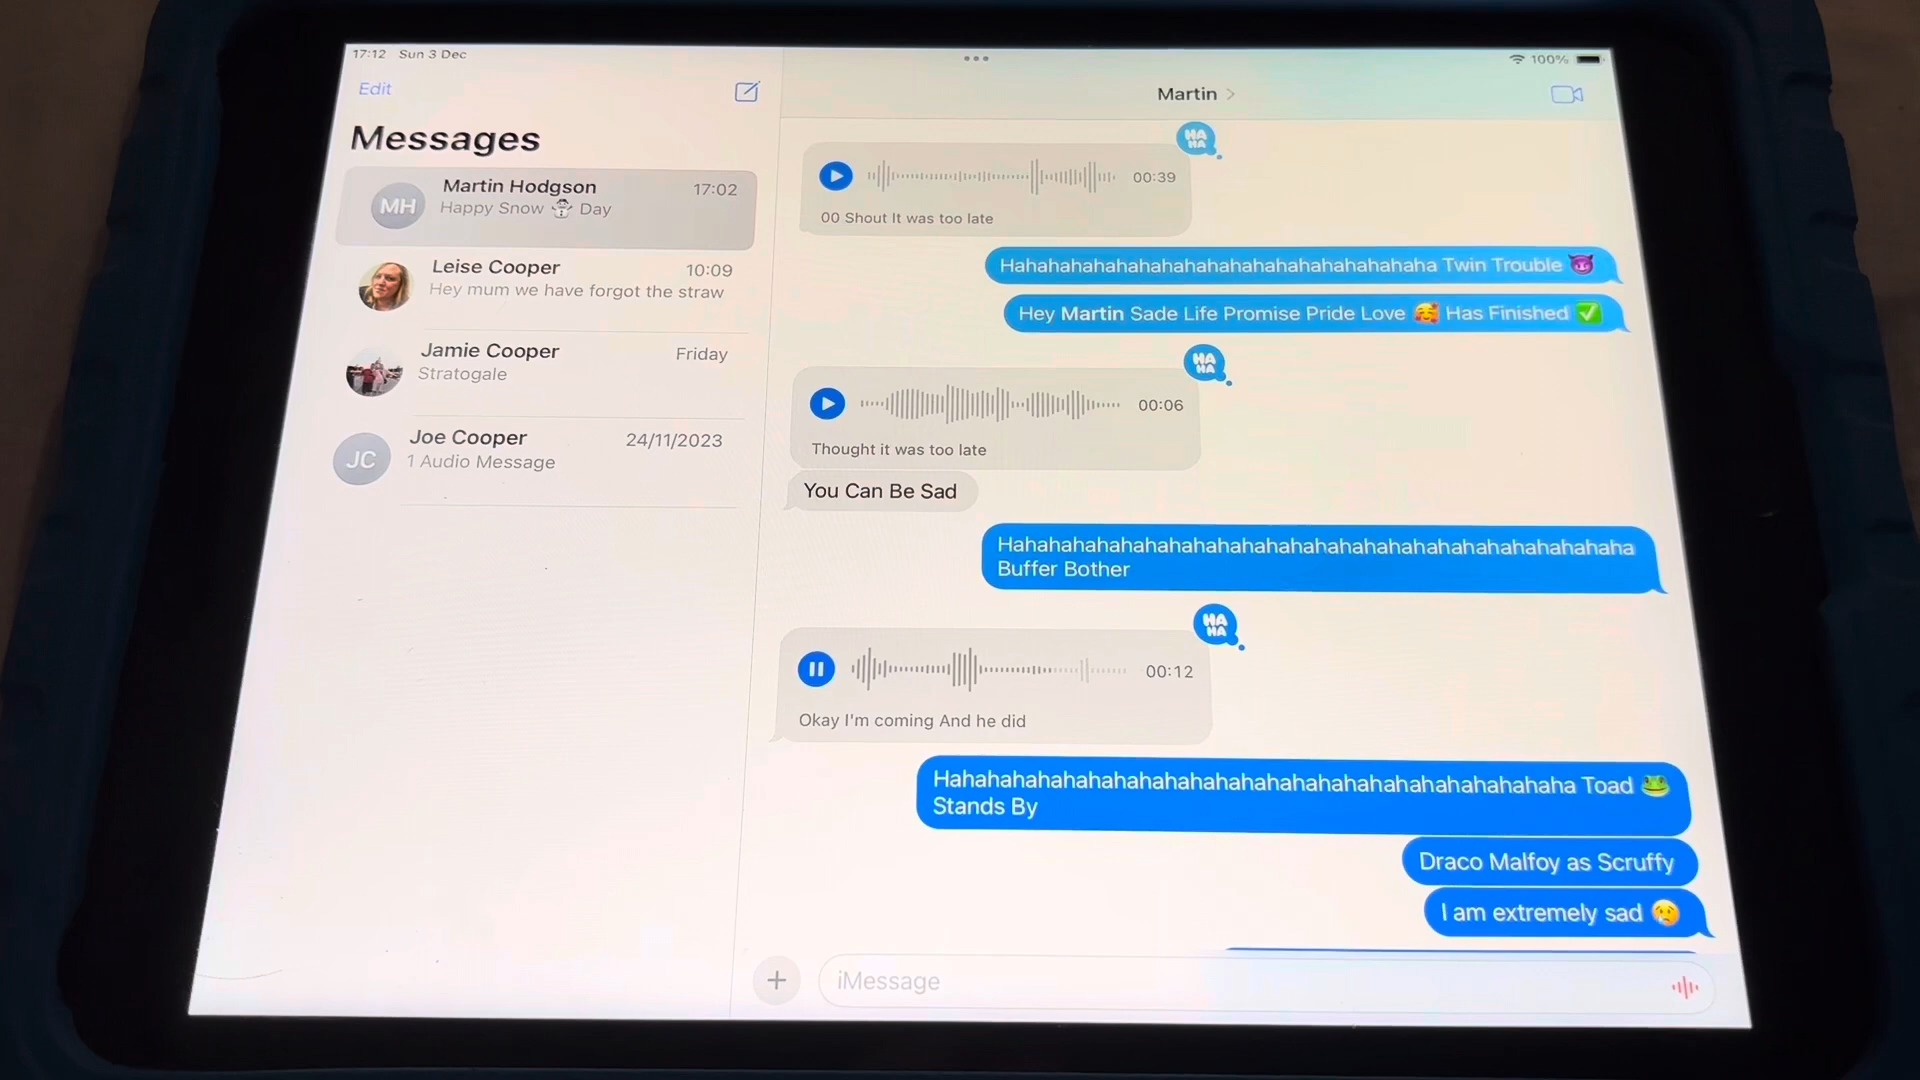 17:12 Sun 3 Dec
100%
Edit
Messages
MH
Martin Hodgson 17:02
Happy Snow ☃️ Day
Leise Cooper 10:09
Hey mum we have forgot the straw
Jamie Cooper Friday
Stratogale
JC
Joe Cooper 24/11/2023
1 Audio Message
Martin >
HA
HA
00:39
00 Shout It was too late
Hahahahahahahahahahahahahahahahahahaha Twin Trouble 😈
Hey Martin Sade Life Promise Pride Love 🥰 Has Finished ✅
HA
HA
00:06
Thought it was too late
You Can Be Sad
Hahahahahahahahahahahahahahahahahahahahahahahahahahaha
Buffer Bother
HA
HA
00:12
Okay I'm coming And he did
Hahahahahahahahahahahahahahahahahahahahahahahahahaha Toad 🐸
Stands By
Draco Malfoy as Scruffy
I am extremely sad 😢
iMessage